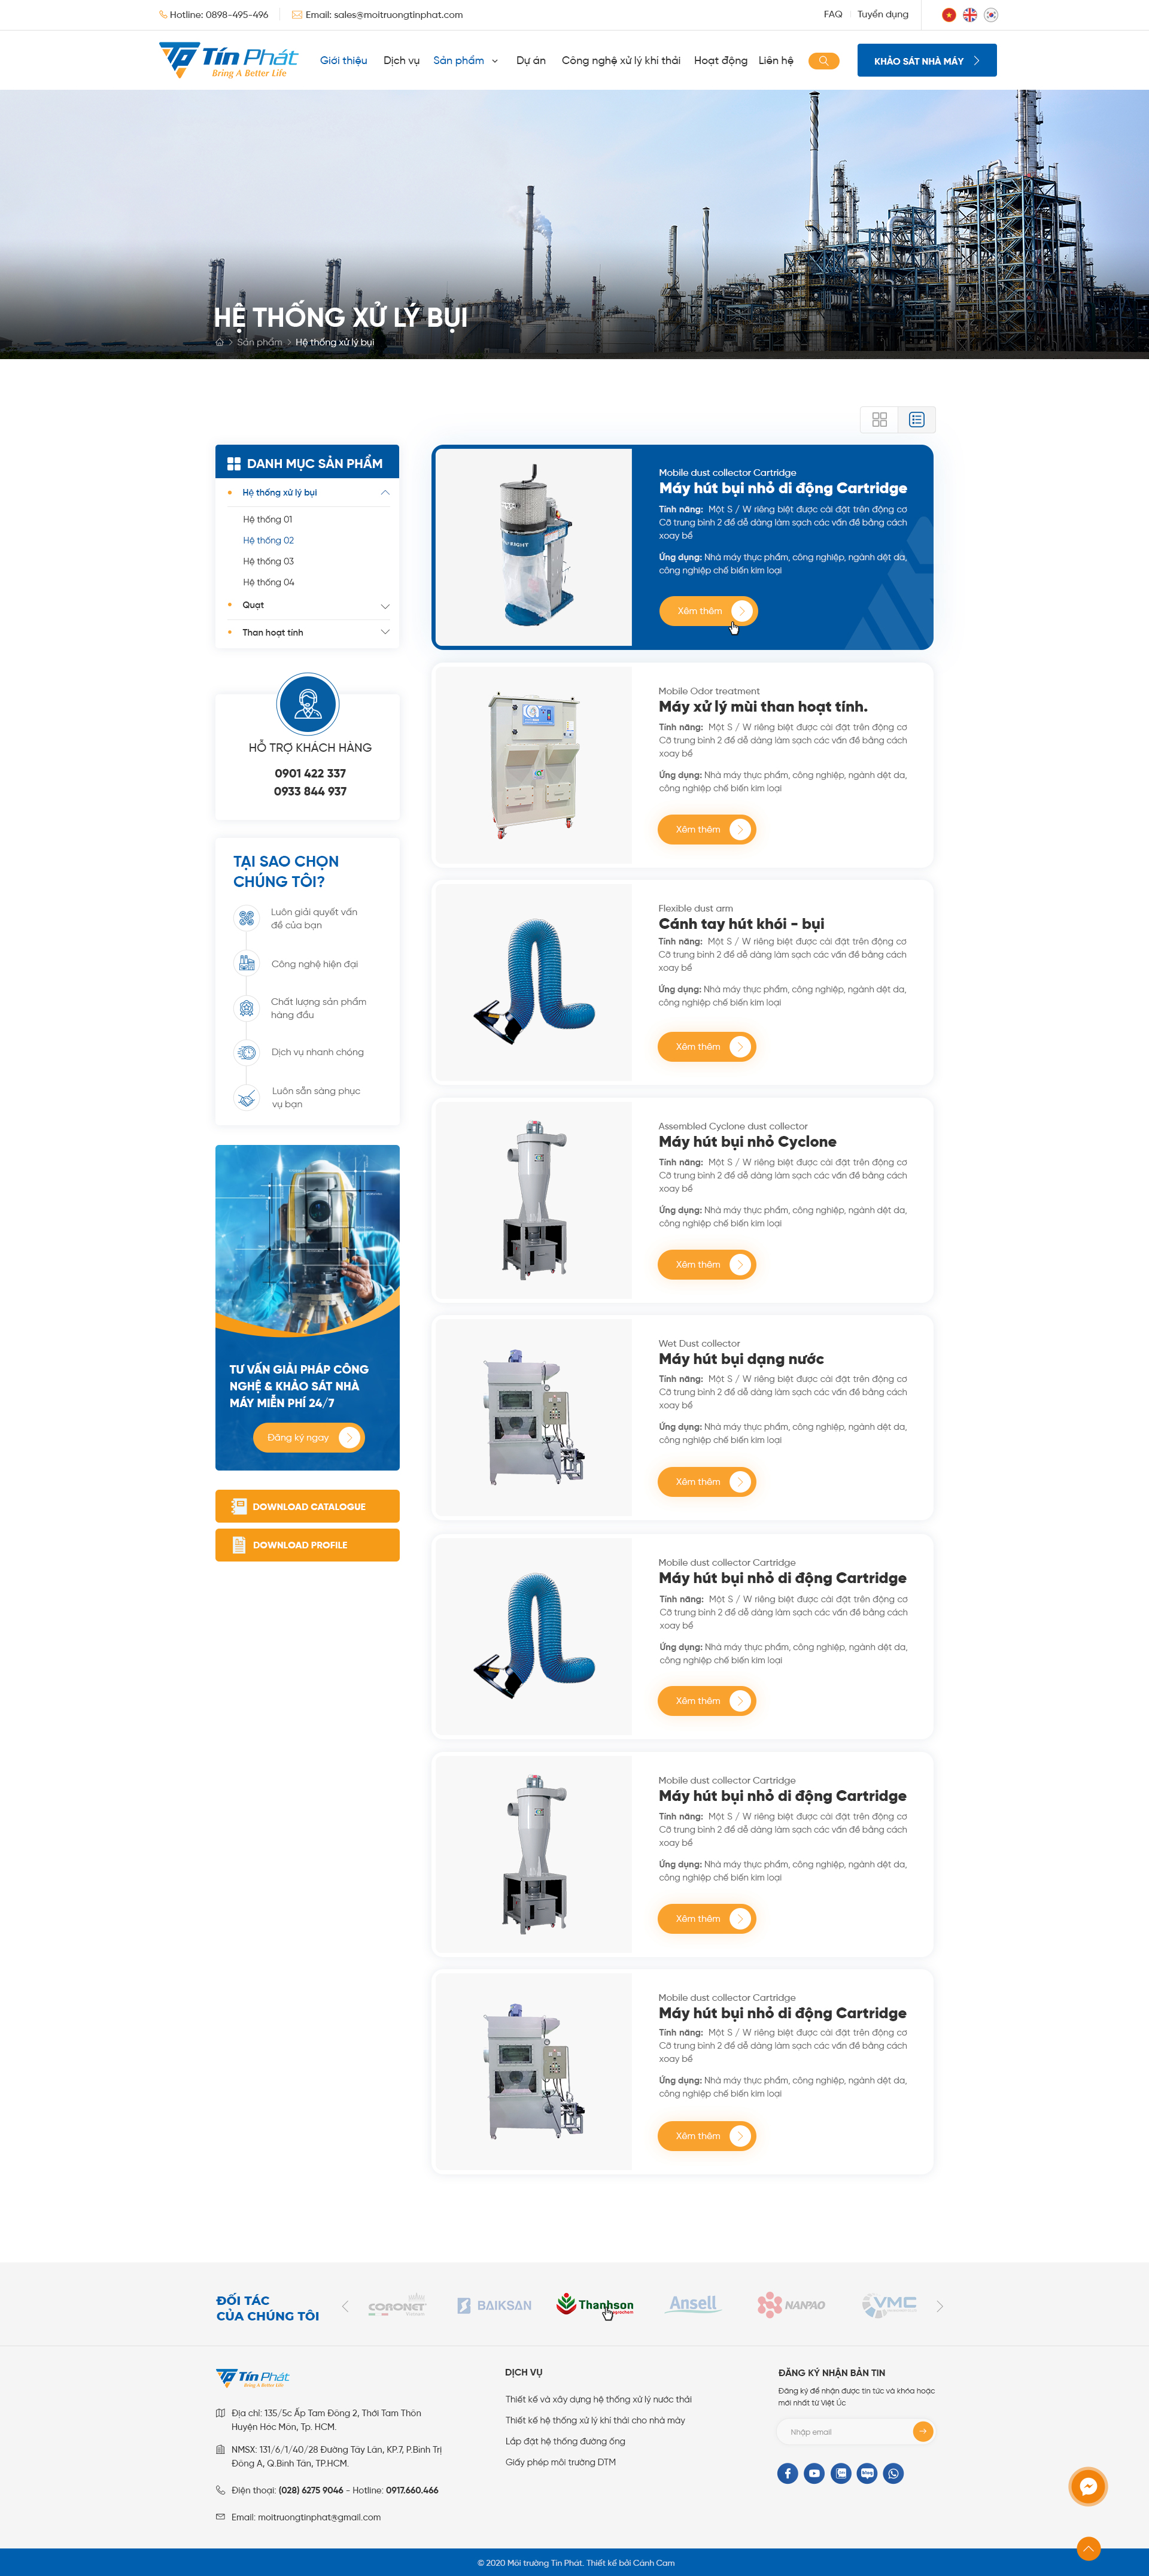 Hotline: 0898-495-496
Email: sales@moitruongtinphat.com
FAQ
Tuyển dụng
Tín Phát
Bring A Better Life
Giới thiệu
Dịch vụ
Sản phẩm
Dự án
Công nghệ xử lý khí thải
Hoạt động
Liên hệ
KHẢO SÁT NHÀ MÁY
HỆ THỐNG XỬ LÝ BỤI
Sản phẩm
Hệ thống xử lý bụi
DANH MỤC SẢN PHẨM
Hệ thống xử lý bụi
Hệ thống 01
Hệ thống 02
Hệ thống 03
Hệ thống 04
Quạt
Than hoạt tính
HỖ TRỢ KHÁCH HÀNG
0901 422 337
0933 844 937
TẠI SAO CHỌN
CHÚNG TÔI?
Luôn giải quyết vấn
đề của bạn
Công nghệ hiện đại
Chất lượng sản phẩm
hàng đầu
Dịch vụ nhanh chóng
Luôn sẵn sàng phục
vụ bạn
TƯ VẤN GIẢI PHÁP CÔNG
NGHỆ & KHẢO SÁT NHÀ
MÁY MIỄN PHÍ 24/7
Đăng ký ngay
DOWNLOAD CATALOGUE
DOWNLOAD PROFILE
Mobile dust collector Cartridge
Máy hút bụi nhỏ di động Cartridge
Tính năng: Một S / W riêng biệt được cài đặt trên động cơ
Cỡ trung bình 2 để dễ dàng làm sạch các vấn đề bằng cách
xoay bể
Ứng dụng: Nhà máy thực phẩm, công nghiệp, ngành dệt da,
công nghiệp chế biến kim loại
Xêm thêm
Mobile Odor treatment
Máy xử lý mùi than hoạt tính.
Tính năng: Một S / W riêng biệt được cài đặt trên động cơ
Cỡ trung bình 2 để dễ dàng làm sạch các vấn đề bằng cách
xoay bể
Ứng dụng: Nhà máy thực phẩm, công nghiệp, ngành dệt da,
công nghiệp chế biến kim loại
Xêm thêm
Flexible dust arm
Cánh tay hút khói - bụi
Tính năng: Một S / W riêng biệt được cài đặt trên động cơ
Cỡ trung bình 2 để dễ dàng làm sạch các vấn đề bằng cách
xoay bể
Ứng dụng: Nhà máy thực phẩm, công nghiệp, ngành dệt da,
công nghiệp chế biến kim loại
Xêm thêm
Assembled Cyclone dust collector
Máy hút bụi nhỏ Cyclone
Tính năng: Một S / W riêng biệt được cài đặt trên động cơ
Cỡ trung bình 2 để dễ dàng làm sạch các vấn đề bằng cách
xoay bể
Ứng dụng: Nhà máy thực phẩm, công nghiệp, ngành dệt da,
công nghiệp chế biến kim loại
Xêm thêm
Wet Dust collector
Máy hút bụi dạng nước
Tính năng: Một S / W riêng biệt được cài đặt trên động cơ
Cỡ trung bình 2 để dễ dàng làm sạch các vấn đề bằng cách
xoay bể
Ứng dụng: Nhà máy thực phẩm, công nghiệp, ngành dệt da,
công nghiệp chế biến kim loại
Xêm thêm
Mobile dust collector Cartridge
Máy hút bụi nhỏ di động Cartridge
Tính năng: Một S / W riêng biệt được cài đặt trên động cơ
Cỡ trung bình 2 để dễ dàng làm sạch các vấn đề bằng cách
xoay bể
Ứng dụng: Nhà máy thực phẩm, công nghiệp, ngành dệt da,
công nghiệp chế biến kim loại
Xêm thêm
Mobile dust collector Cartridge
Máy hút bụi nhỏ di động Cartridge
Tính năng: Một S / W riêng biệt được cài đặt trên động cơ
Cỡ trung bình 2 để dễ dàng làm sạch các vấn đề bằng cách
xoay bể
Ứng dụng: Nhà máy thực phẩm, công nghiệp, ngành dệt da,
công nghiệp chế biến kim loại
Xêm thêm
Mobile dust collector Cartridge
Máy hút bụi nhỏ di động Cartridge
Tính năng: Một S / W riêng biệt được cài đặt trên động cơ
Cỡ trung bình 2 để dễ dàng làm sạch các vấn đề bằng cách
xoay bể
Ứng dụng: Nhà máy thực phẩm, công nghiệp, ngành dệt da,
công nghiệp chế biến kim loại
Xêm thêm
ĐỐI TÁC
CỦA CHÚNG TÔI
CORONET
BAIKSAN
Thanhson
Ansell
NANPAO
VMC
Tín Phát
Bring A Better Life
Địa chỉ: 135/5c Ấp Tam Đông 2, Thới Tam Thôn
Huyện Hóc Môn, Tp. HCM.
NMSX: 131/6/1/40/28 Đường Tây Lân, KP.7, P.Bình Trị
Đông A, Q.Bình Tân, TP.HCM.
Điện thoại: (028) 6275 9046 - Hotline: 0917.660.466
Email: moitruongtinphat@gmail.com
DỊCH VỤ
Thiết kế và xây dựng hệ thống xử lý nước thải
Thiết kế hệ thống xử lý khí thải cho nhà máy
Lắp đặt hệ thống đường ống
Giấy phép môi trường DTM
ĐĂNG KÝ NHẬN BẢN TIN
Đăng ký để nhận được tin tức và khóa hoặc
mới nhất từ Việt Úc
Nhập email
© 2020 Môi trường Tín Phát. Thiết kế bởi Cánh Cam